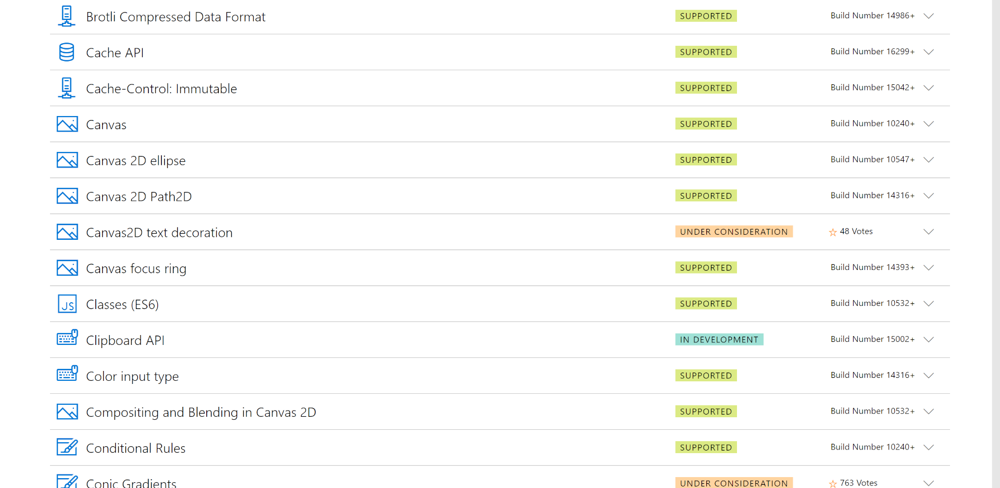 Brotli Compressed Data Format SUPPORTED Build Number 14986+
Cache API SUPPORTED Build Number 16299+
Cache-Control: Immutable SUPPORTED Build Number 15042+
Canvas SUPPORTED Build Number 10240+
Canvas 2D ellipse SUPPORTED Build Number 10547+
Canvas 2D Path2D SUPPORTED Build Number 14316+
Canvas2D text decoration UNDER CONSIDERATION 48 Votes
Canvas focus ring SUPPORTED Build Number 14393+
JS Classes (ES6) SUPPORTED Build Number 10532+
Clipboard API IN DEVELOPMENT Build Number 15002+
Color input type SUPPORTED Build Number 14316+
Compositing and Blending in Canvas 2D SUPPORTED Build Number 10532+
Conditional Rules SUPPORTED Build Number 10240+
Conic Gradients UNDER CONSIDERATION 763 Votes